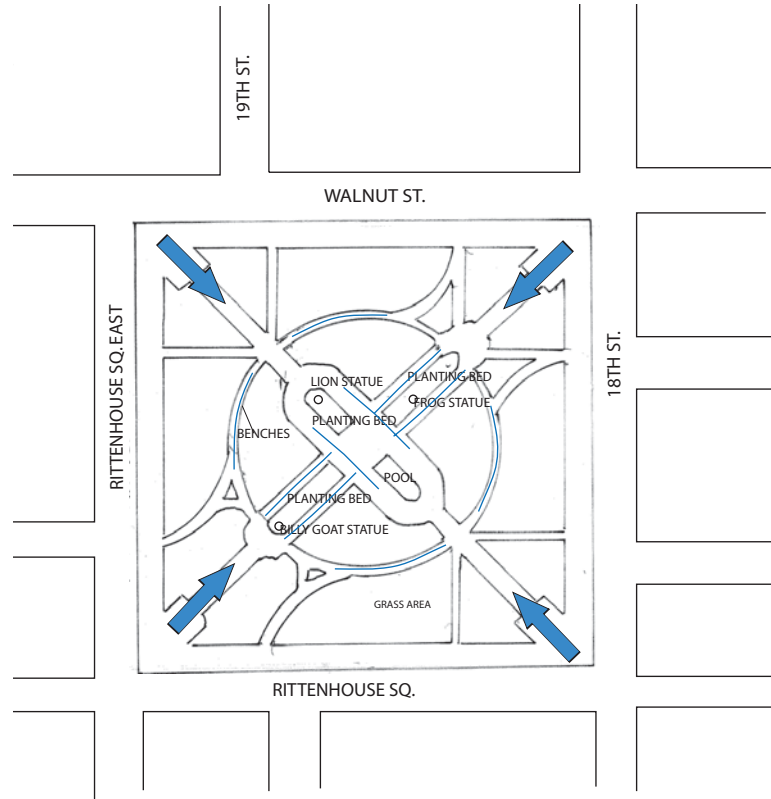 19TH ST.
WALNUT ST.
RITTENHOUSE SQ. EAST
18TH ST.
LION STATUE
PLANTING BED
FROG STATUE
PLANTING BED
BENCHES
POOL
PLANTING BED
BILLY GOAT STATUE
GRASS AREA
RITTENHOUSE SQ.